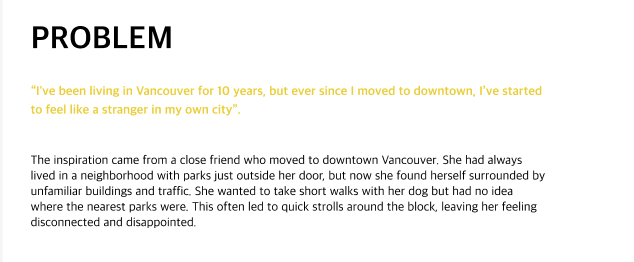 PROBLEM
"I've been living in Vancouver for 10 years, but ever since I moved to downtown, I've started
to feel like a stranger in my own city".
The inspiration came from a close friend who moved to downtown Vancouver. She had always
lived in a neighborhood with parks just outside her door, but now she found herself surrounded by
unfamiliar buildings and traffic. She wanted to take short walks with her dog but had no idea
where the nearest parks were. This often led to quick strolls around the block, leaving her feeling
disconnected and disappointed.